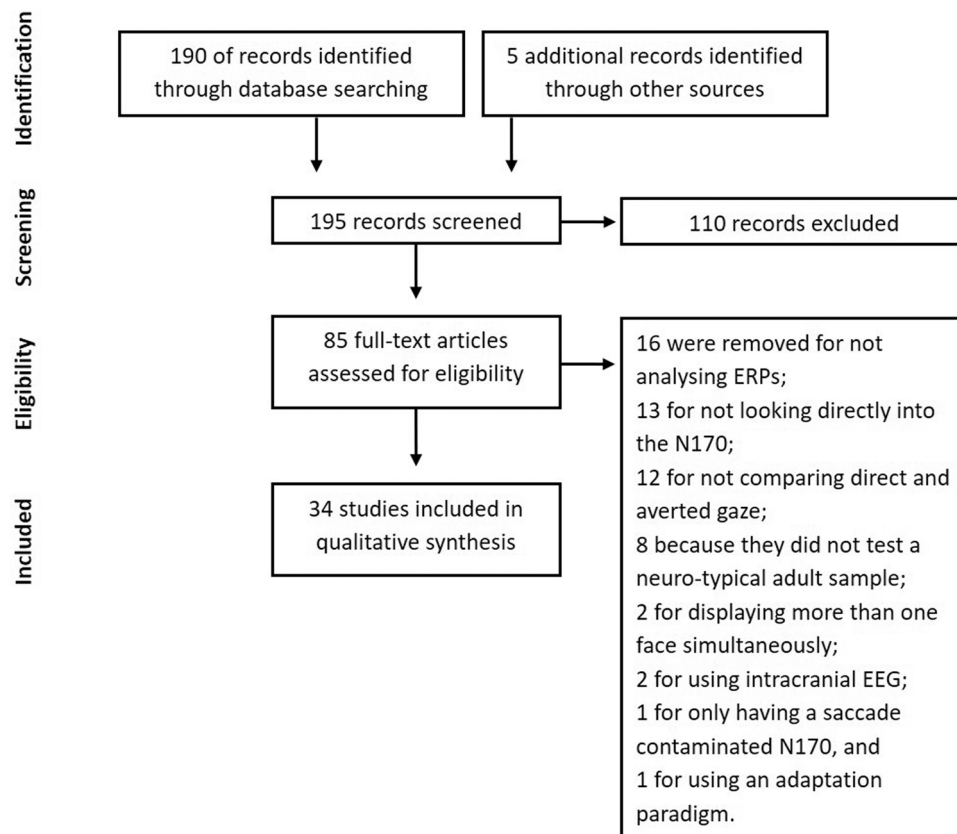 Identification
190 of records identified
through database searching
5 additional records identified
through other sources
Screening
195 records screened
110 records excluded
Eligibility
85 full-text articles
assessed for eligibility
16 were removed for not
analysing ERPs;
13 for not looking directly into
the N170;
12 for not comparing direct and
averted gaze;
8 because they did not test a
neuro-typical adult sample;
2 for displaying more than one
face simultaneously;
2 for using intracranial EEG;
1 for only having a saccade
contaminated N170, and
1 for using an adaptation
paradigm.
Included
34 studies included in
qualitative synthesis